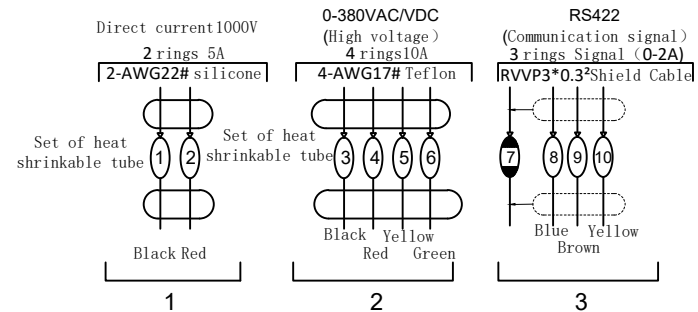 Direct current1000V
2 rings 5A
2-AWG22# silicone
Set of heat
shrinkable tube
1
2
Black Red
1
0-380VAC/VDC
(High voltage)
4 rings10A
4-AWG17# Teflon
Set of heat
shrinkable tube
3
4
5
6
Black Yellow
Red Green
2
RS422
(Communication signal)
3 rings Signal (0-2A)
RVVP3*0.3²Shield Cable
7
8
9
10
Blue Yellow
Brown
3